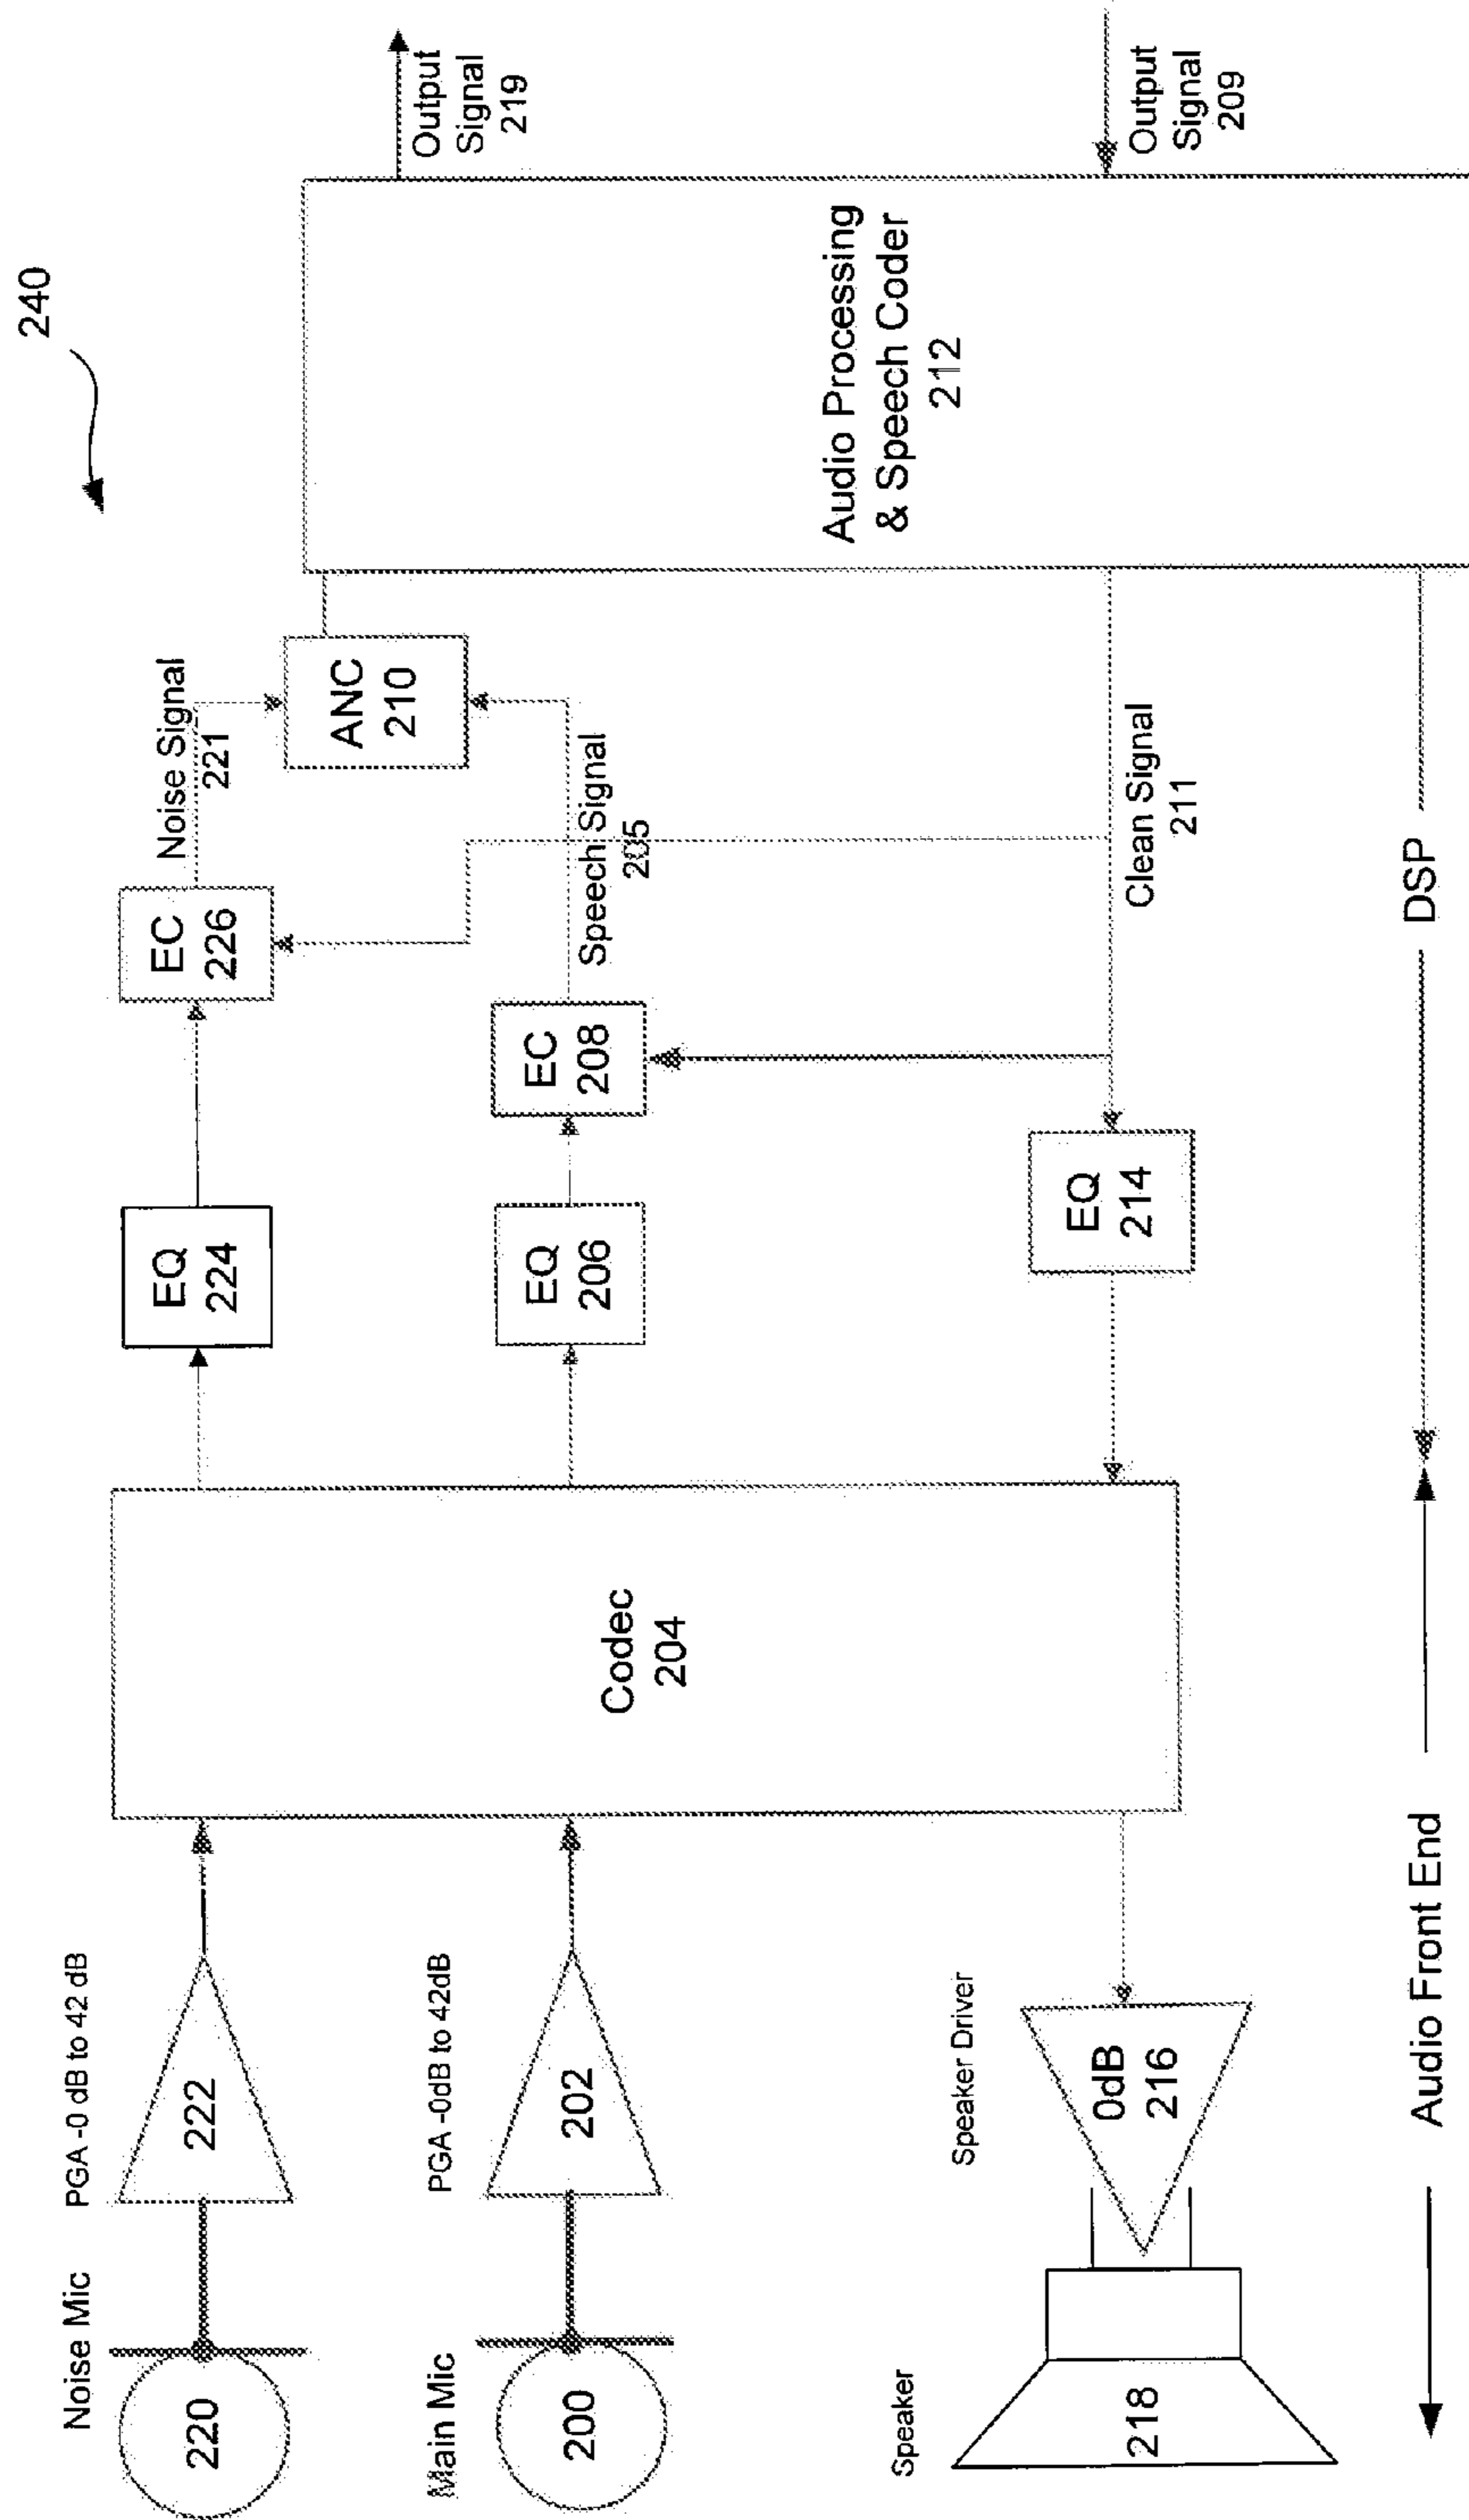 240
Noise Mic
220
PGA -0 dB to 42 dB
222
EQ
224
EC
226
Noise Signal
221
Output
Signal
219
Main Mic
200
PGA -0dB to 42dB
202
Codec
204
EQ
206
EC
208
Speech Signal
205
ANC
210
Audio Processing
& Speech Coder
212
Speaker
218
Speaker Driver
0dB
216
EQ
214
Clean Signal
211
Output
Signal
209
Audio Front End
DSP